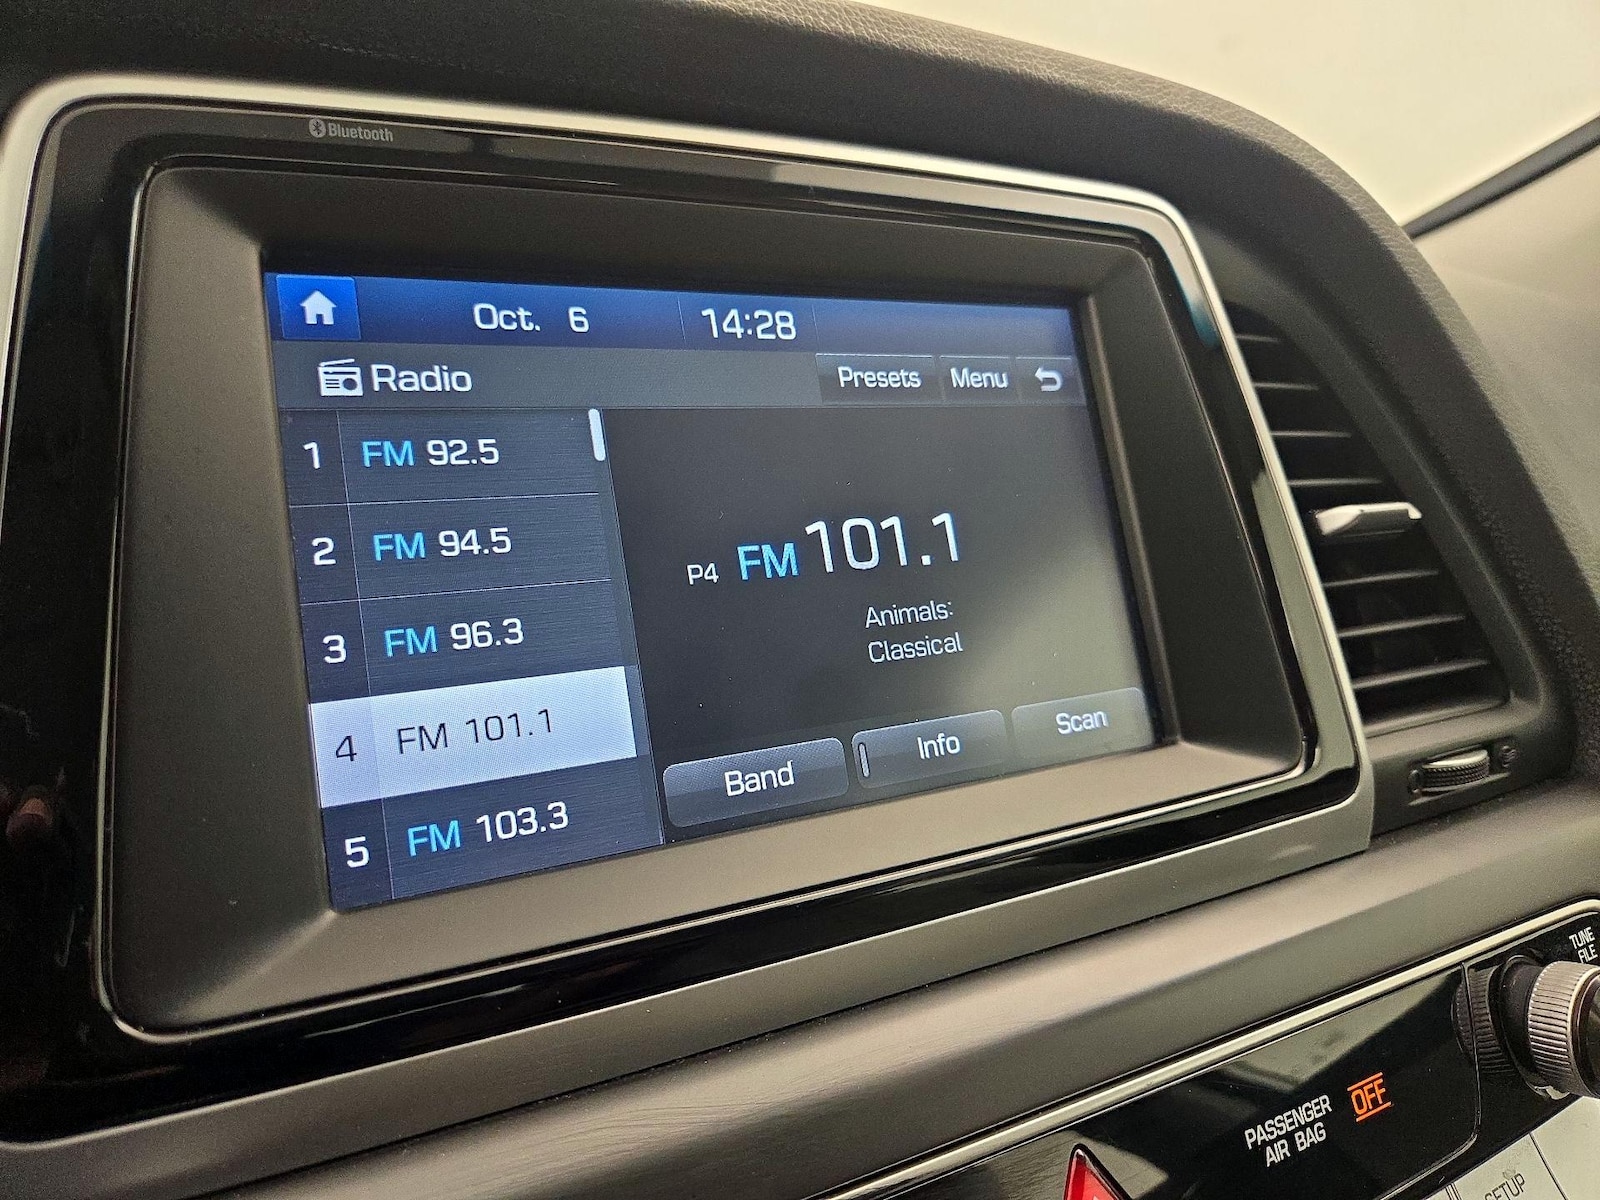 Bluetooth
Oct. 6 14:28
Radio Presets Menu
1 FM 92.5
2 FM 94.5
3 FM 96.3
4 FM 101.1
5 FM 103.3
P4 FM 101.1
Animals:
Classical
Band Info Scan
TUNE
FILE
PASSENGER
AIR BAG
OFF
SETUP